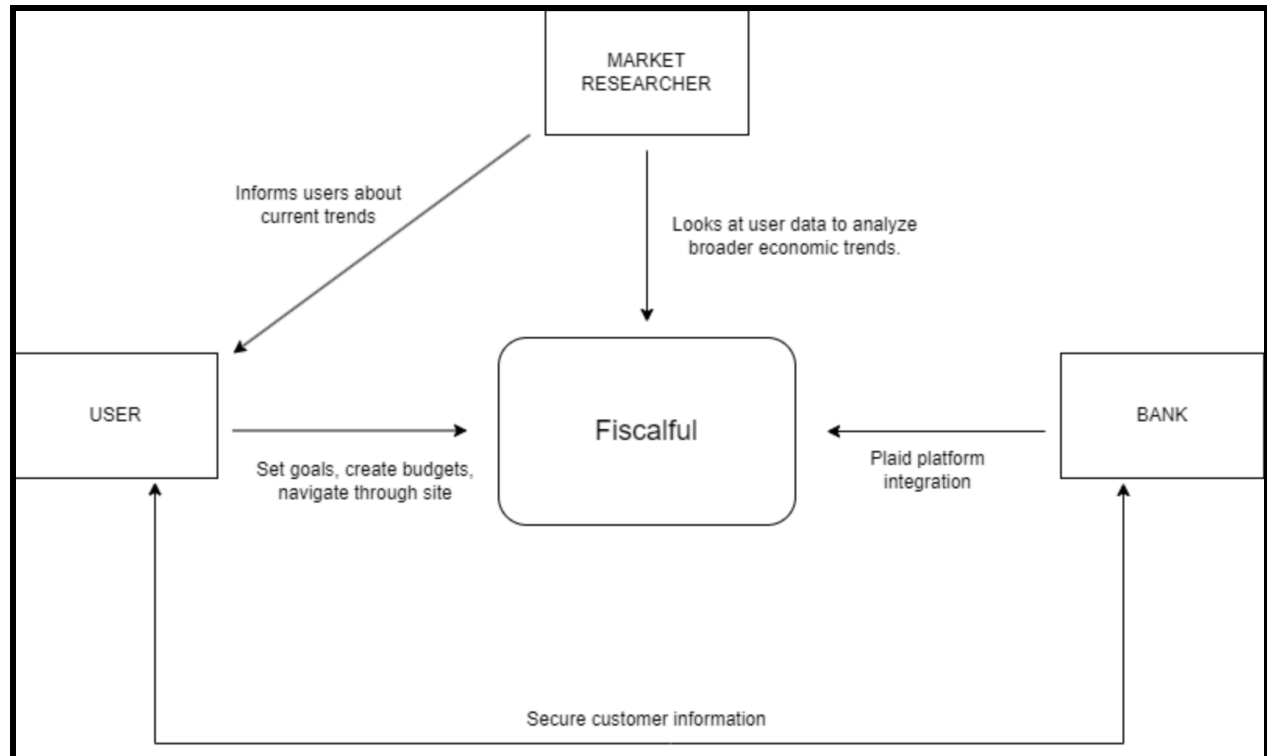 MARKET
RESEARCHER
Informs users about
current trends
Looks at user data to analyze
broader economic trends.
USER
Fiscalful
BANK
Set goals, create budgets,
navigate through site
Plaid platform
integration
Secure customer information